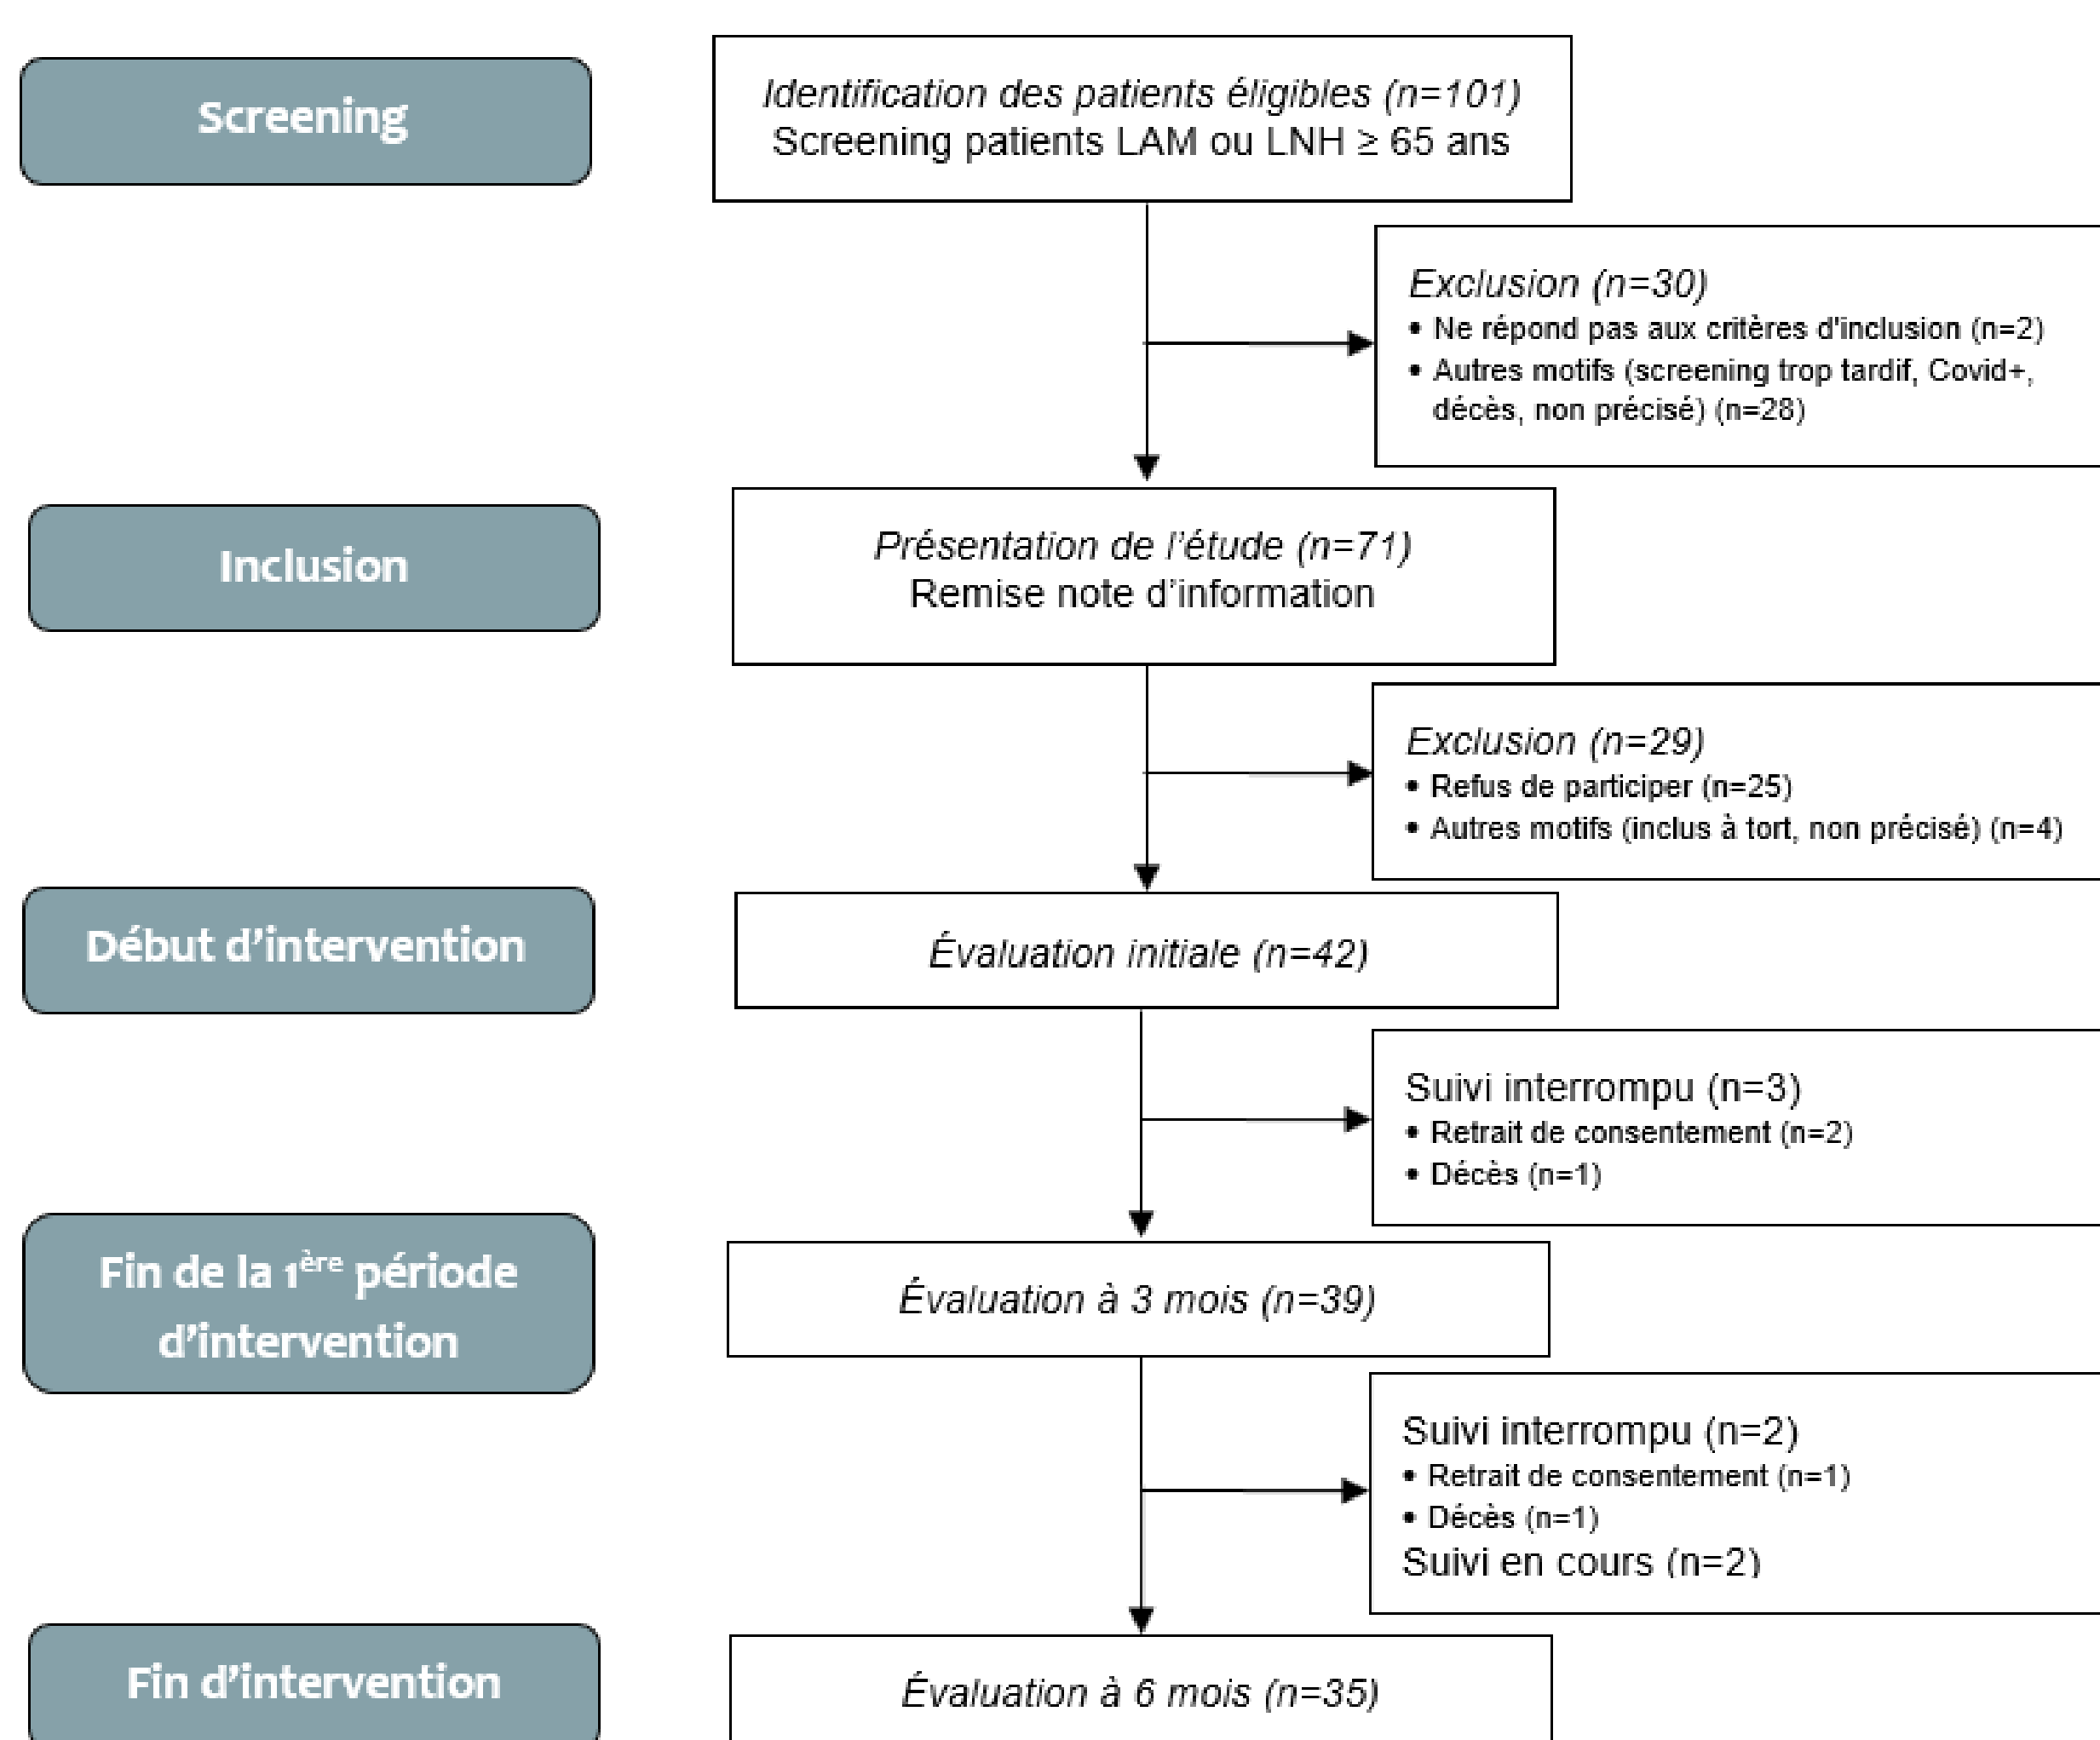 Screening
Identification des patients éligibles (n=101)
Screening patients LAM ou LNH ≥ 65 ans
Exclusion (n=30)
• Ne répond pas aux critères d'inclusion (n=2)
• Autres motifs (screening trop tardif, Covid+,
décès, non précisé) (n=28)
Inclusion
Présentation de l’étude (n=71)
Remise note d’information
Exclusion (n=29)
• Refus de participer (n=25)
• Autres motifs (inclus à tort, non précisé) (n=4)
Début d’intervention
Évaluation initiale (n=42)
Suivi interrompu (n=3)
• Retrait de consentement (n=2)
• Décès (n=1)
Fin de la 1ère période
d’intervention
Évaluation à 3 mois (n=39)
Suivi interrompu (n=2)
• Retrait de consentement (n=1)
• Décès (n=1)
Suivi en cours (n=2)
Fin d’intervention
Évaluation à 6 mois (n=35)